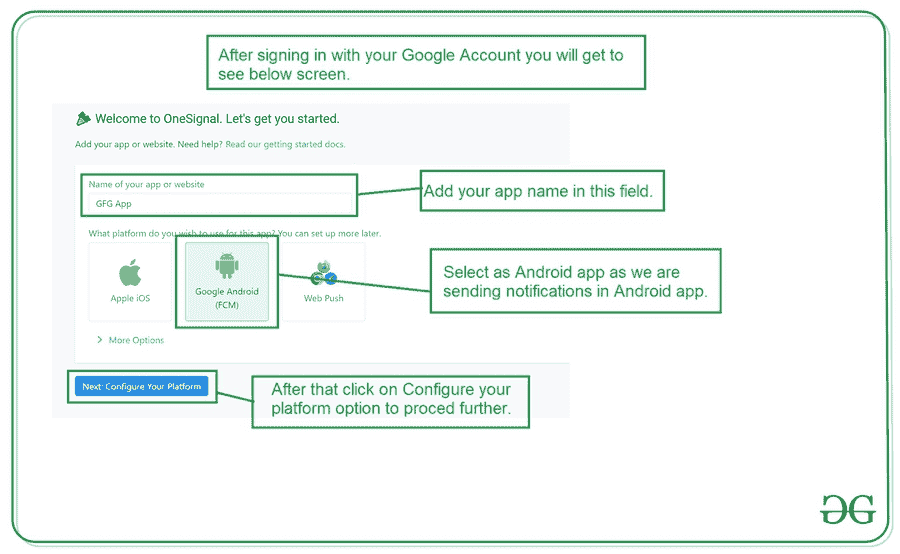 After signing in with your Google Account you will get to
see below screen.
Welcome to OneSignal. Let's get you started.
Add your app or website. Need help? Read our getting started docs.
Name of your app or website
GFG App
Add your app name in this field.
What platform do you wish to use for this app? You can set up more later.
Apple iOS
Google Android
(FCM)
Web Push
Select as Android app as we are
sending notifications in Android app.
More Options
Next: Configure Your Platform
After that click on Configure your
platform option to proced further.